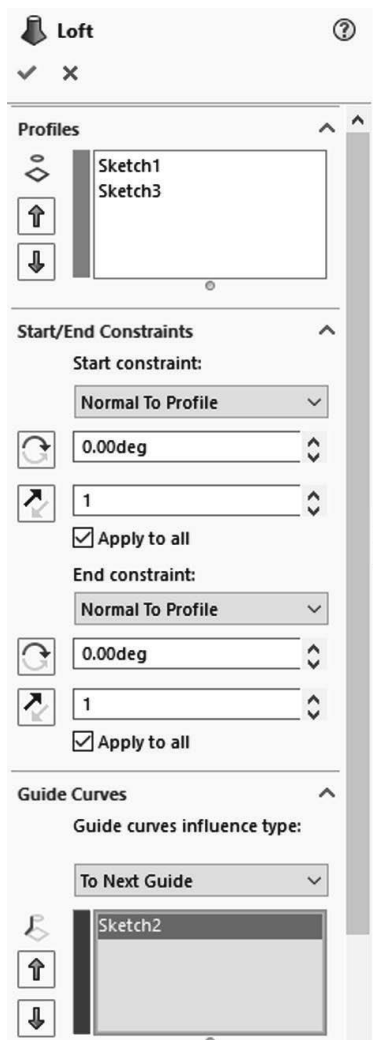 Loft
Profiles
Sketch1
Sketch3
Start/End Constraints
Start constraint:
Normal To Profile
0.00deg
1
Apply to all
End constraint:
Normal To Profile
0.00deg
1
Apply to all
Guide Curves
Guide curves influence type:
To Next Guide
Sketch2